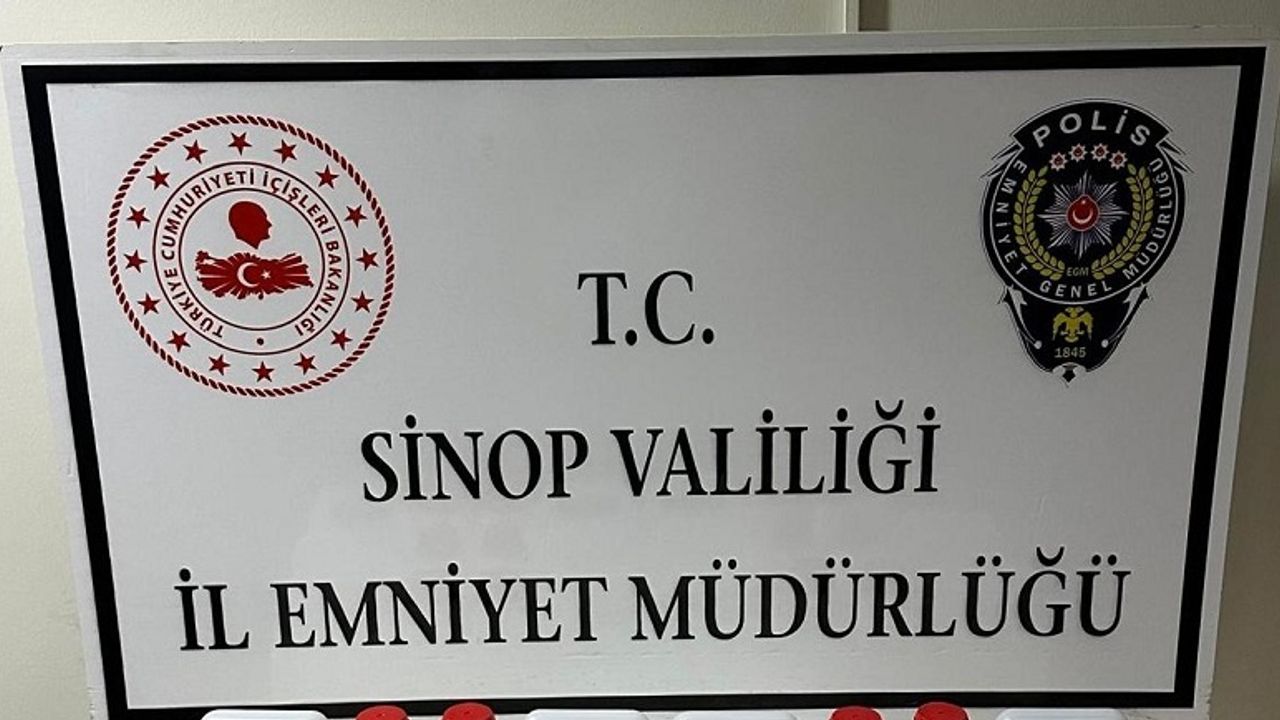 TÜRKİYE CUMHURİYETİ İÇİŞLERİ BAKANLIĞI
POLİS
EMNİYET GENEL MÜDÜRLÜĞÜ
EGM
1845
T.C.
SİNOP VALİLİĞİ
İL EMNİYET MÜDÜRLÜĞÜ